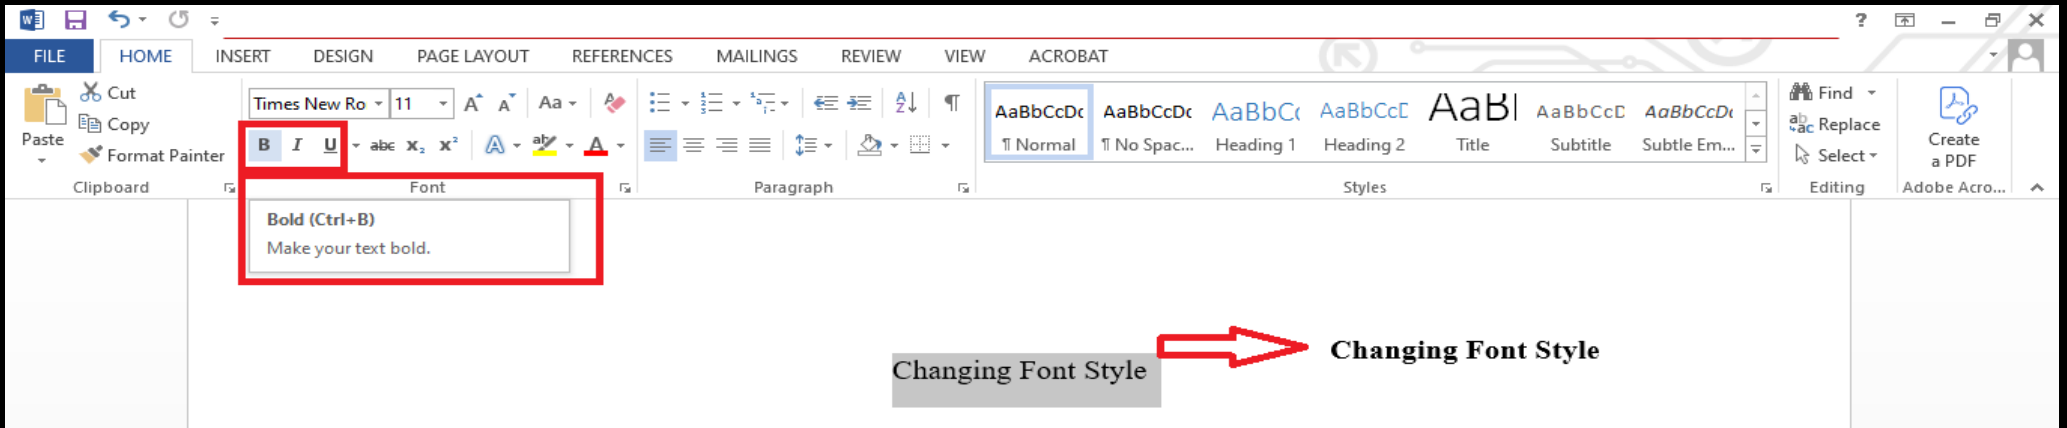 ?
FILE HOME INSERT DESIGN PAGE LAYOUT REFERENCES MAILINGS REVIEW VIEW ACROBAT
Paste
Cut
Copy
Format Painter
Clipboard
Times New Ro 11 A A Aa
B I U abc X₂ X² A aby A
Font
A Z ¶
Paragraph
AaBbCcDc AaBbCcDc AaBbCc AaBbCcD AaBl AaBbCcD AaBbCcDc
¶ Normal ¶ No Spac... Heading 1 Heading 2 Title Subtitle Subtle Em...
Styles
Find
Replace
Select
Editing
Create
a PDF
Adobe Acro...
Bold (Ctrl+B)
Make your text bold.
Changing Font Style
Changing Font Style